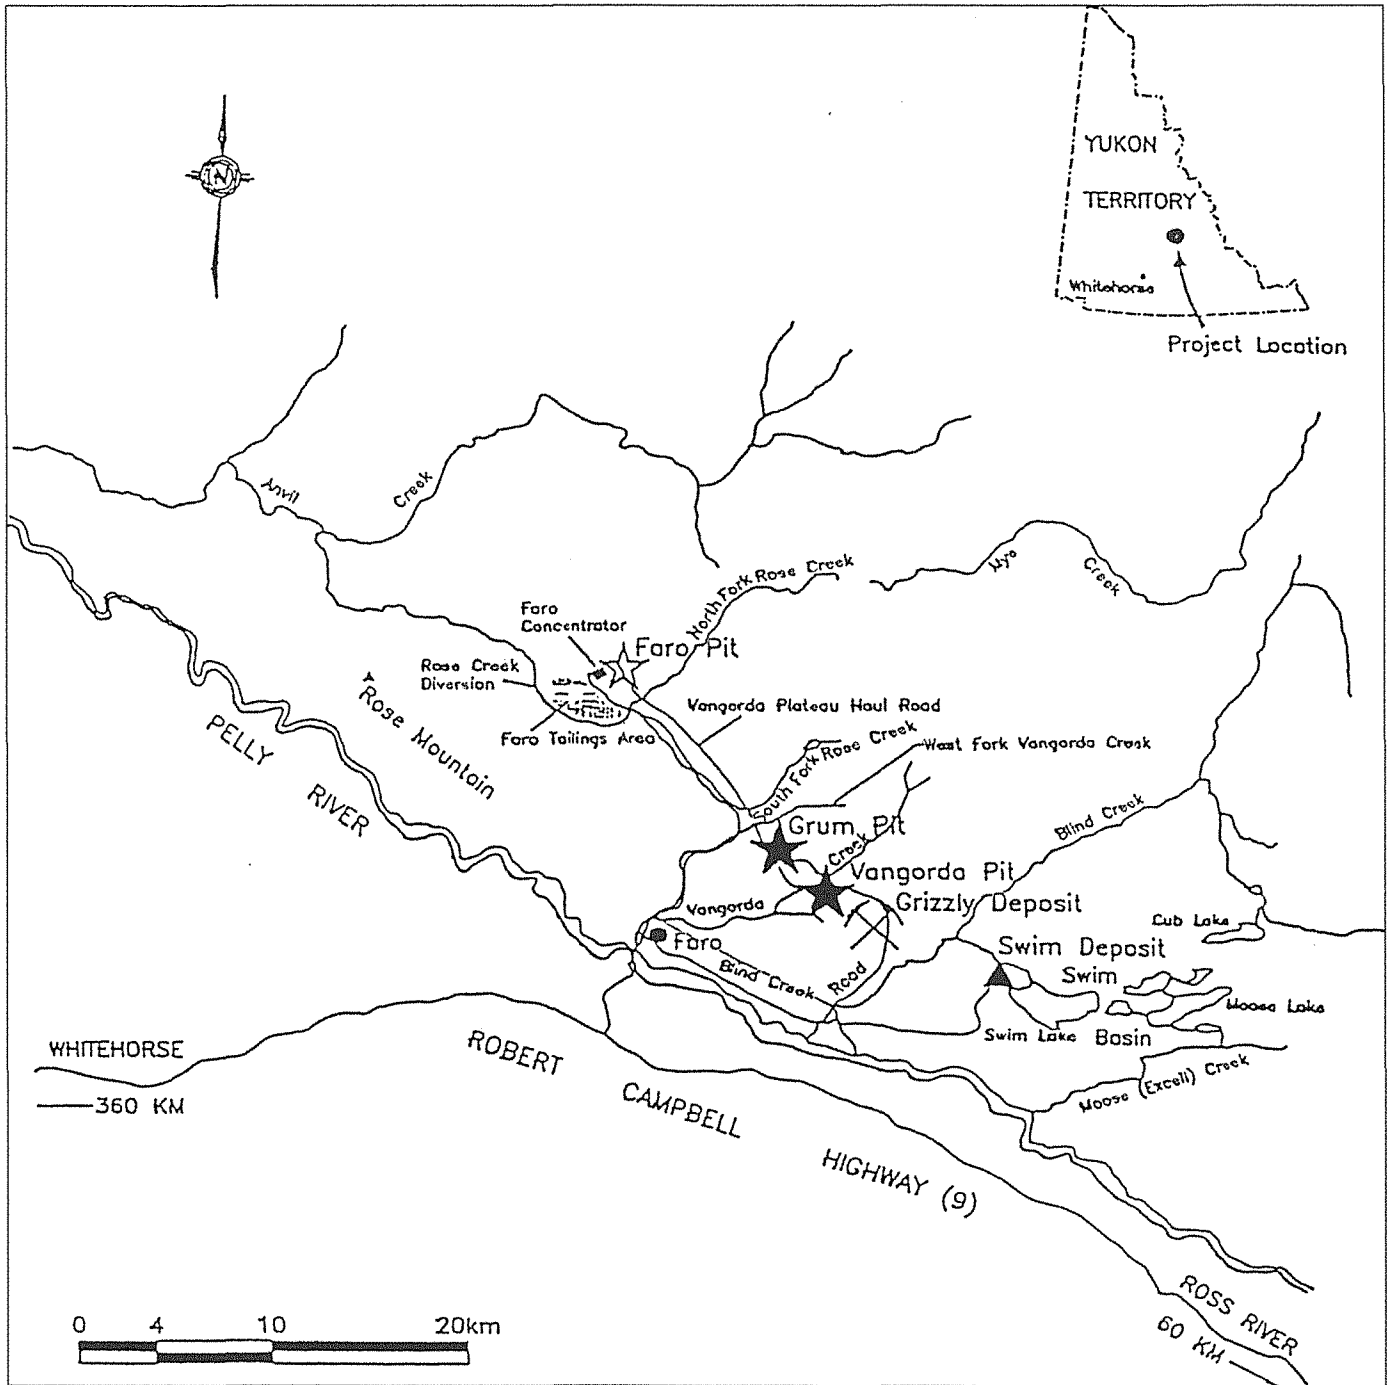 YUKON
TERRITORY
Whitehorse
Project Location
N
Anvil
Creek
North Fork Rose Creek
Myo
Creek
Faro
Concentrator
Faro Pit
Rose Creek
Diversion
Faro Tailings Area
Vangorda Plateau Haul Road
Rose Mountain
PELLY
RIVER
South Fork Rose Creek
West Fork Vangorda Creek
Grum Pit
Creek
Blind Creek
Vangorda Pit
Vangorda
Grizzly Deposit
Cub Lake
Faro
Swim Deposit
Blind Creek
Road
Swim
Moose Lake
Swim Lake
Basin
WHITEHORSE
360 KM
ROBERT
CAMPBELL
HIGHWAY (9)
Moose (Excell) Creek
ROSS RIVER
60 KM
0 4 10 20km